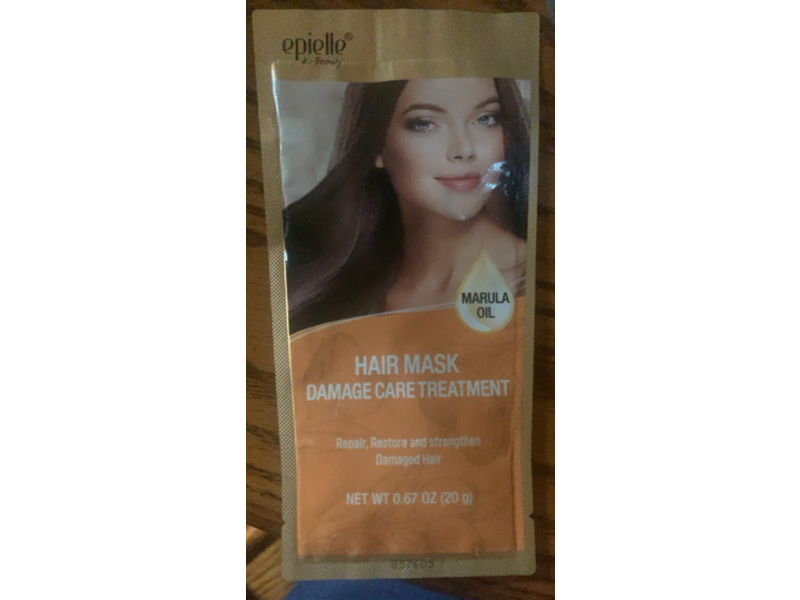 epielle®
K-Beauty
MARULA
OIL
HAIR MASK
DAMAGE CARE TREATMENT
Repair, Restore and strengthen
Damaged Hair
NET WT 0.67 OZ (20 g)